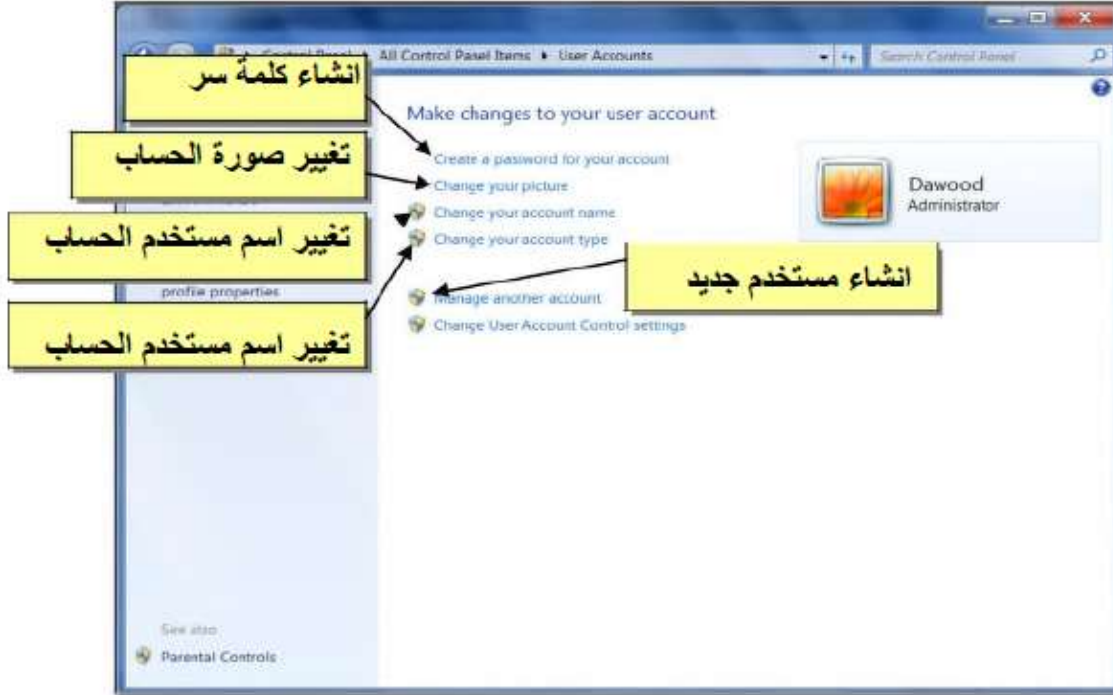 All Control Panel Items ▸ User Accounts
Search Control Panel
انشاء كلمة سر
Make changes to your user account
Create a password for your account
تغيير صورة الحساب
Change your picture
Dawood
Administrator
Change your account name
تغيير اسم مستخدم الحساب
Change your account type
انشاء مستخدم جديد
profile properties
Manage another account
Change User Account Control settings
تغيير اسم مستخدم الحساب
See also
Parental Controls